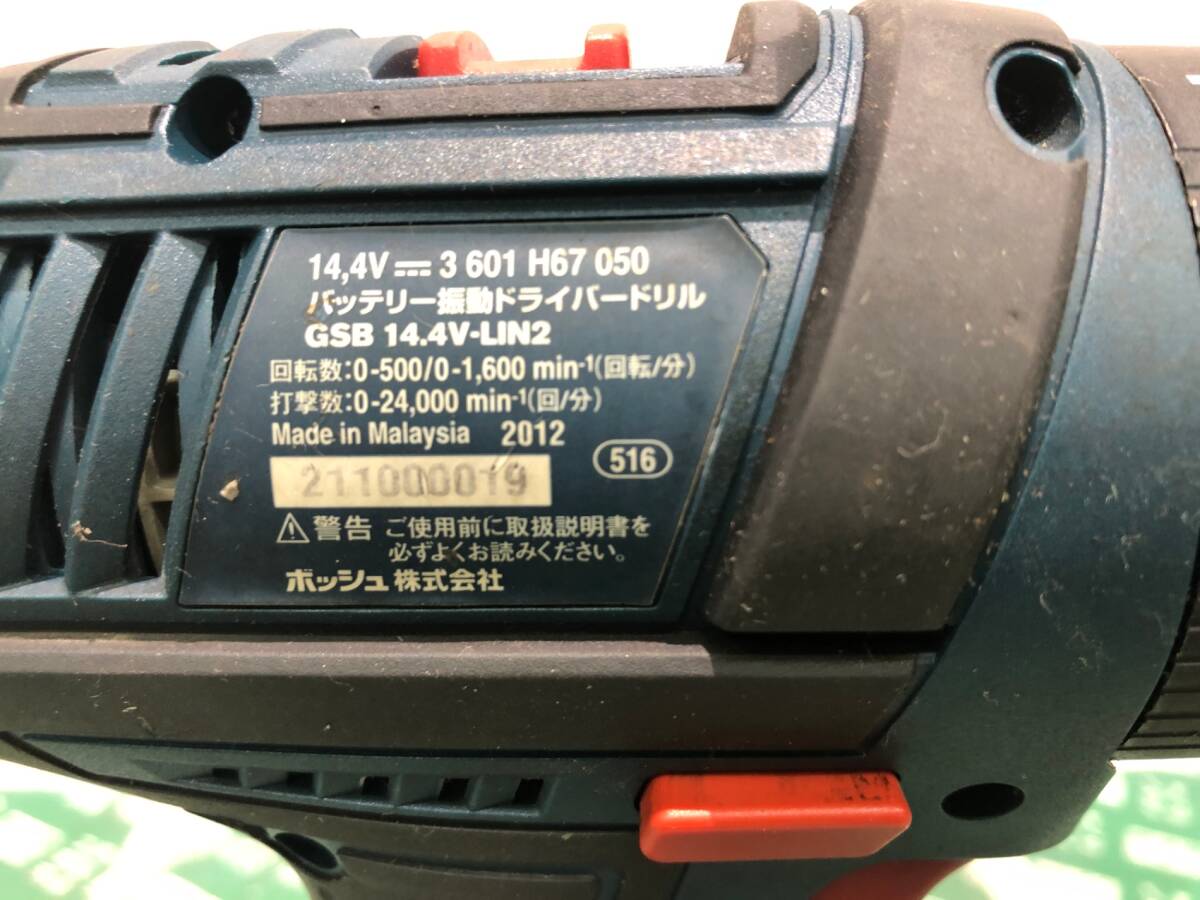 14,4V 3 601 H67 050
バッテリー振動ドライバードリル
GSB 14.4V-LIN2
回転数:0-500/0-1,600 min-1(回転/分)
打撃数:0-24,000 min-1(回/分)
Made in Malaysia 2012
516
211000019
警告 ご使用前に取扱説明書を
必ずよくお読みください。
ボッシュ株式会社